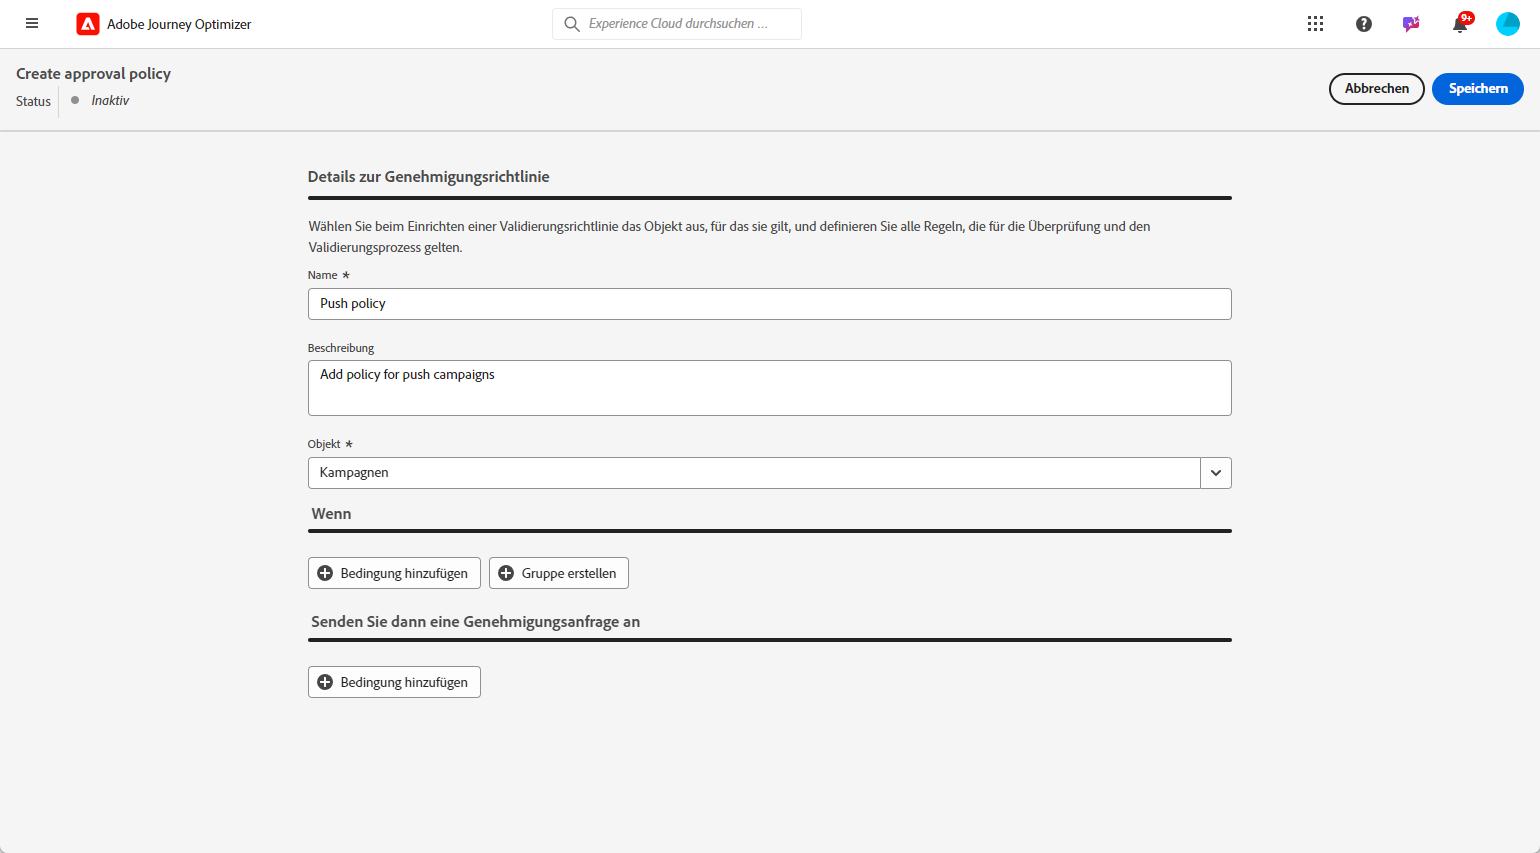 Adobe Journey Optimizer
Experience Cloud durchsuchen ...
9+
Create approval policy
Status
Inaktiv
Abbrechen
Speichern
Details zur Genehmigungsrichtlinie
Wählen Sie beim Einrichten einer Validierungsrichtlinie das Objekt aus, für das sie gilt, und definieren Sie alle Regeln, die für die Überprüfung und den
Validierungsprozess gelten.
Name *
Push policy
Beschreibung
Add policy for push campaigns
Objekt *
Kampagnen
Wenn
Bedingung hinzufügen
Gruppe erstellen
Senden Sie dann eine Genehmigungsanfrage an
Bedingung hinzufügen